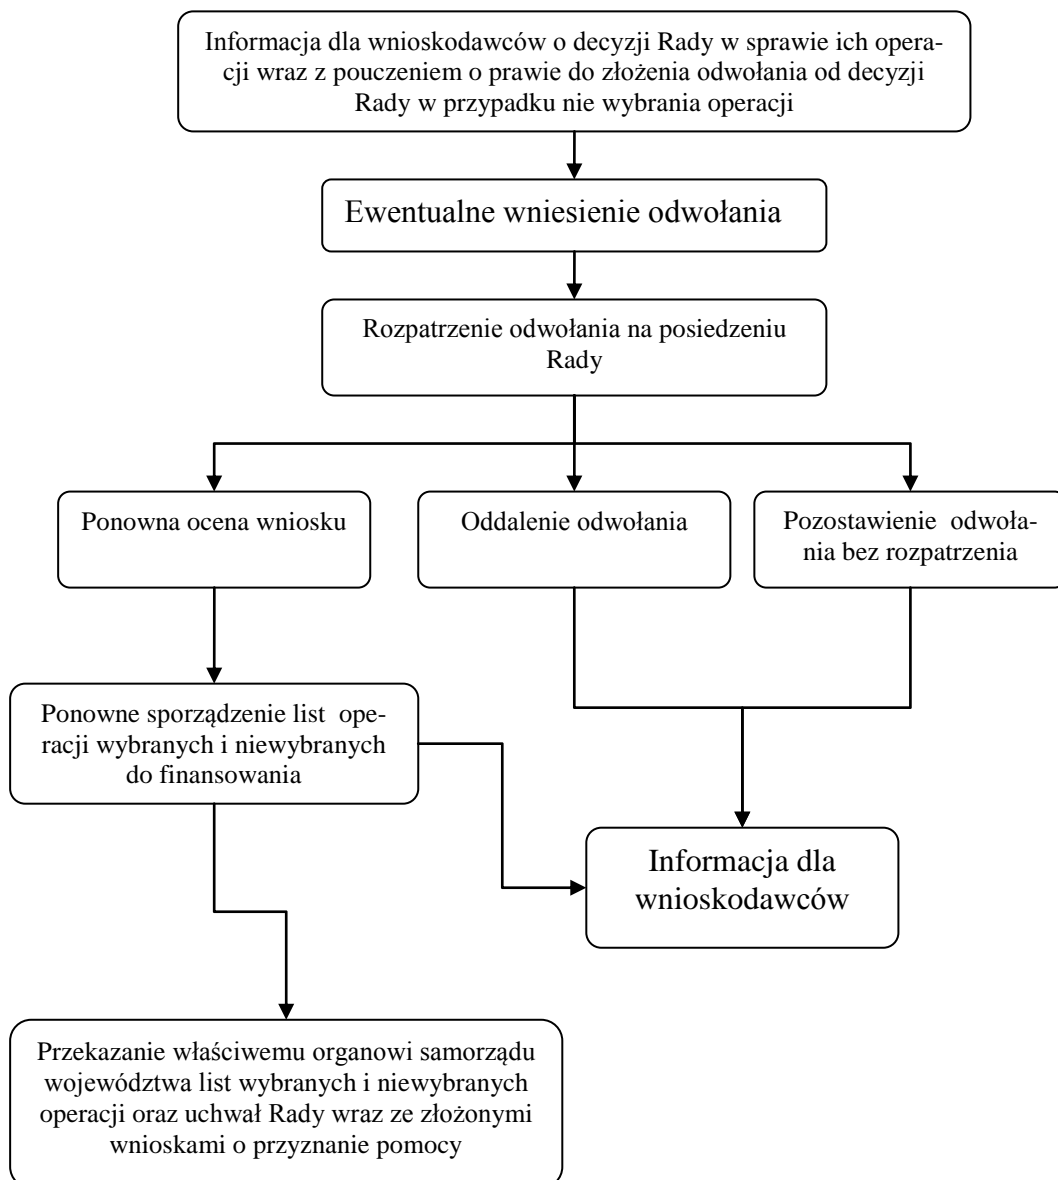 Informacja dla wnioskodawców o decyzji Rady w sprawie ich opera-
cji wraz z pouczeniem o prawie do złożenia odwołania od decyzji
Rady w przypadku nie wybrania operacji
Ewentualne wniesienie odwołania
Rozpatrzenie odwołania na posiedzeniu
Rady
Ponowna ocena wniosku
Oddalenie odwołania
Pozostawienie odwoła-
nia bez rozpatrzenia
Ponowne sporządzenie list ope-
racji wybranych i niewybranych
do finansowania
Informacja dla
wnioskodawców
Przekazanie właściwemu organowi samorządu
województwa list wybranych i niewybranych
operacji oraz uchwał Rady wraz ze złożonymi
wnioskami o przyznanie pomocy